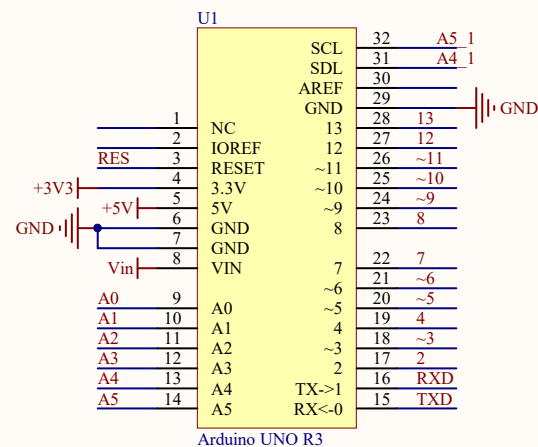 U1
SCL 32 A5_1
SDL 31 A4_1
AREF 30
GND 29 GND
1 NC 13 28 13
2 IOREF 12 27 12
RES 3 RESET ~11 26 ~11
+3V3 4 3.3V ~10 25 ~10
+5V 5 5V ~9 24 ~9
GND 6 GND 8 23 8
7 GND
Vin 8 VIN 7 22 7
~6 21 ~6
A0 9 A0 ~5 20 ~5
A1 10 A1 4 19 4
A2 11 A2 ~3 18 ~3
A3 12 A3 2 17 2
A4 13 A4 TX->1 16 RXD
A5 14 A5 RX<-0 15 TXD
Arduino UNO R3